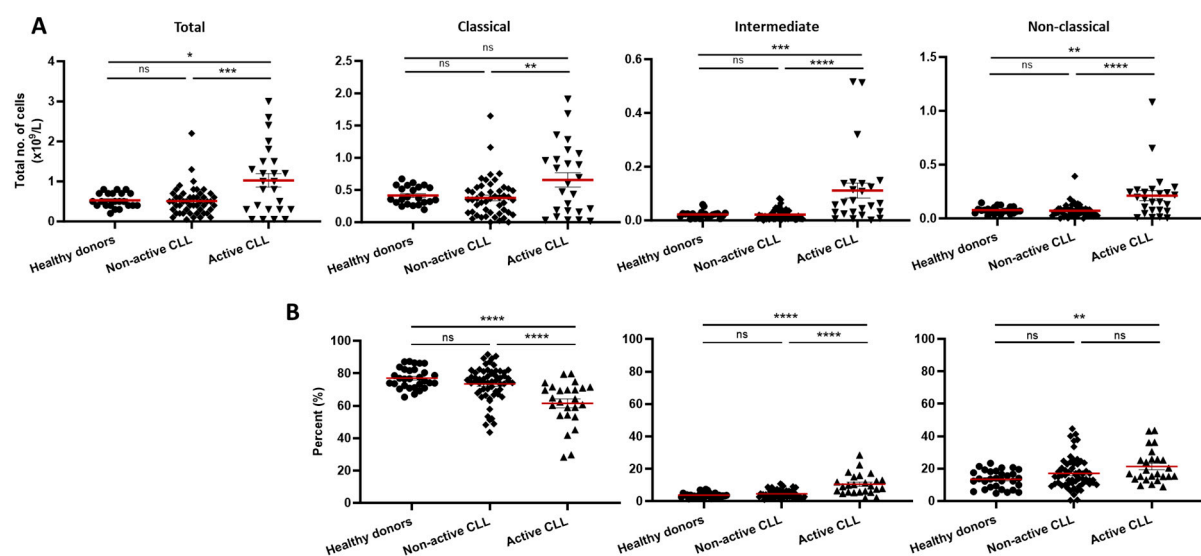 A
Total
Classical
Intermediate
Non-classical
Total no. of cells
(x10⁹/L)
*
ns
***
4
3
2
1
0
Healthy donors
Non-active CLL
Active CLL
ns
ns
**
2.5
2.0
1.5
1.0
0.5
0.0
Healthy donors
Non-active CLL
Active CLL
***
ns
****
0.6
0.4
0.2
0.0
Healthy donors
Non-active CLL
Active CLL
**
ns
****
1.5
1.0
0.5
0.0
Healthy donors
Non-active CLL
Active CLL
B
Percent (%)
****
ns
****
100
80
60
40
20
0
Healthy donors
Non-active CLL
Active CLL
****
ns
****
100
80
60
40
20
0
Healthy donors
Non-active CLL
Active CLL
**
ns
ns
100
80
60
40
20
0
Healthy donors
Non-active CLL
Active CLL